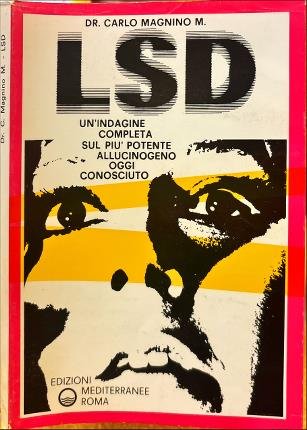 DR. CARLO MAGNINO M.
LSD
UN'INDAGINE
COMPLETA
SUL PIU' POTENTE
ALLUCINOGENO
OGGI
CONOSCIUTO
EDIZIONI
MEDITERRANEE
ROMA
Dr. C. Magnino M. - LSD